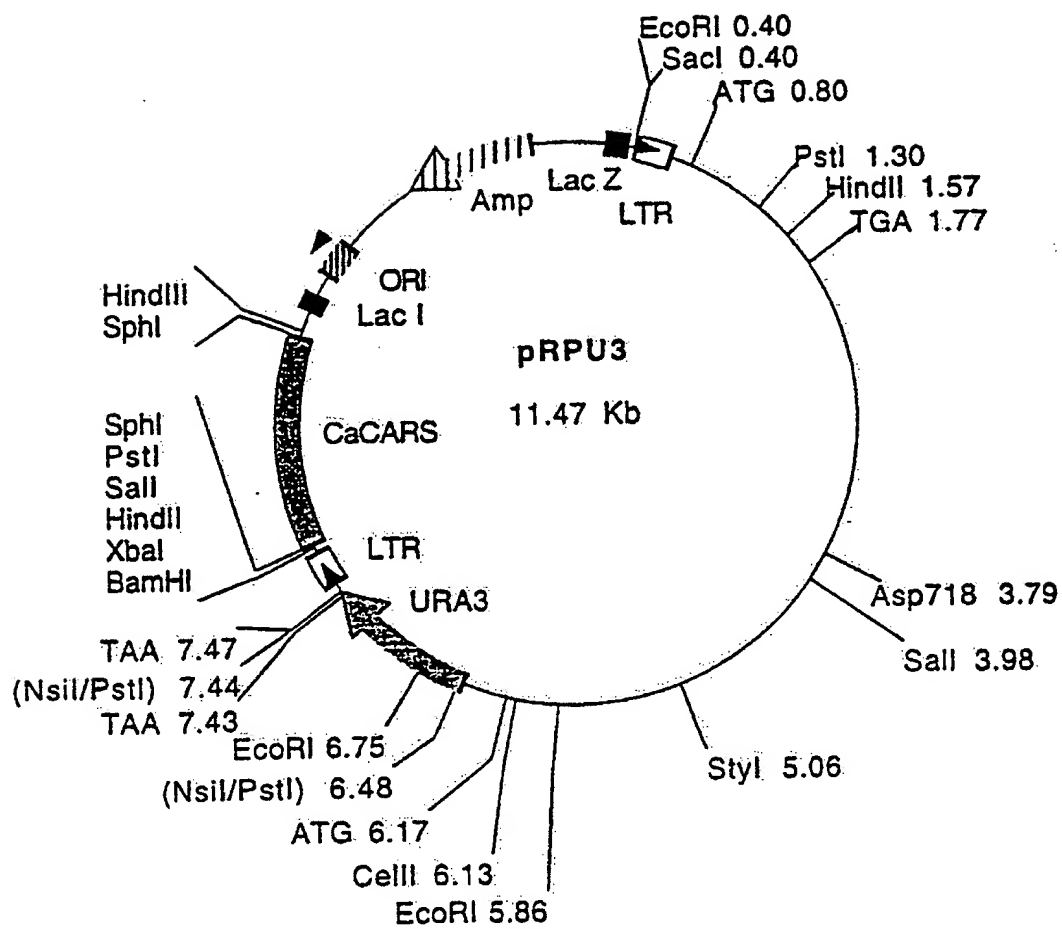 EcoRI 0.40
SacI 0.40
ATG 0.80
PstI 1.30
HindII 1.57
TGA 1.77
Lac Z
LTR
Amp
ORI
Lac I
HindIII
SphI
pRPU3
11.47 Kb
CaCARS
SphI
PstI
SalI
HindII
XbaI
BamHI
LTR
URA3
Asp718 3.79
SalI 3.98
StyI 5.06
TAA 7.47
(NsiI/PstI) 7.44
TAA 7.43
EcoRI 6.75
(NsiI/PstI) 6.48
ATG 6.17
CelII 6.13
EcoRI 5.86